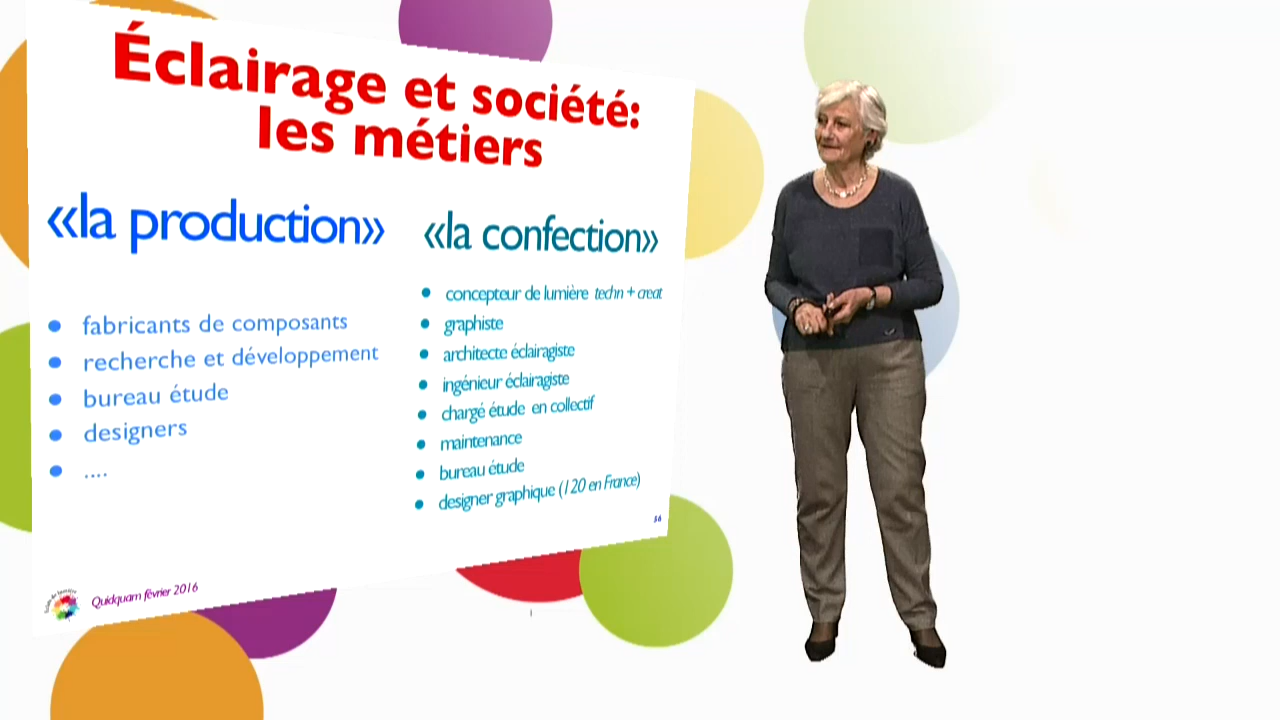 Éclairage et société:
les métiers
«la production»
fabricants de composants
recherche et développement
bureau étude
designers
....
«la confection»
concepteur de lumière techn + creat
graphiste
architecte éclairagiste
ingénieur éclairagiste
chargé étude en collectif
maintenance
bureau étude
designer graphique (120 en France)
56
Quidquam février 2016